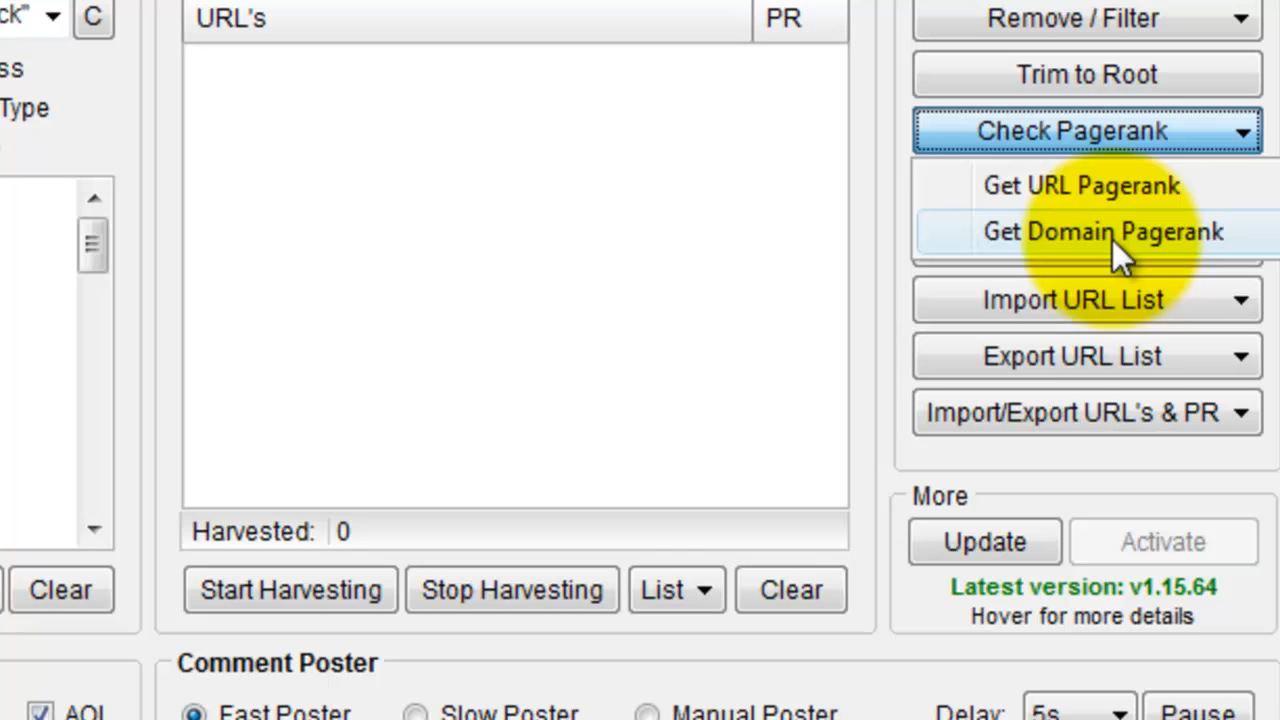 ck"
C
URL's
PR
Remove / Filter
ss
Trim to Root
Type
Check Pagerank
Get URL Pagerank
Get Domain Pagerank
Import URL List
Export URL List
Import/Export URL's & PR
More
Harvested: 0
Update
Activate
Clear
Start Harvesting
Stop Harvesting
List
Clear
Latest version: v1.15.64
Hover for more details
Comment Poster
AOL
Fast Poster
Slow Poster
Manual Poster
Delay: 5s
Pause